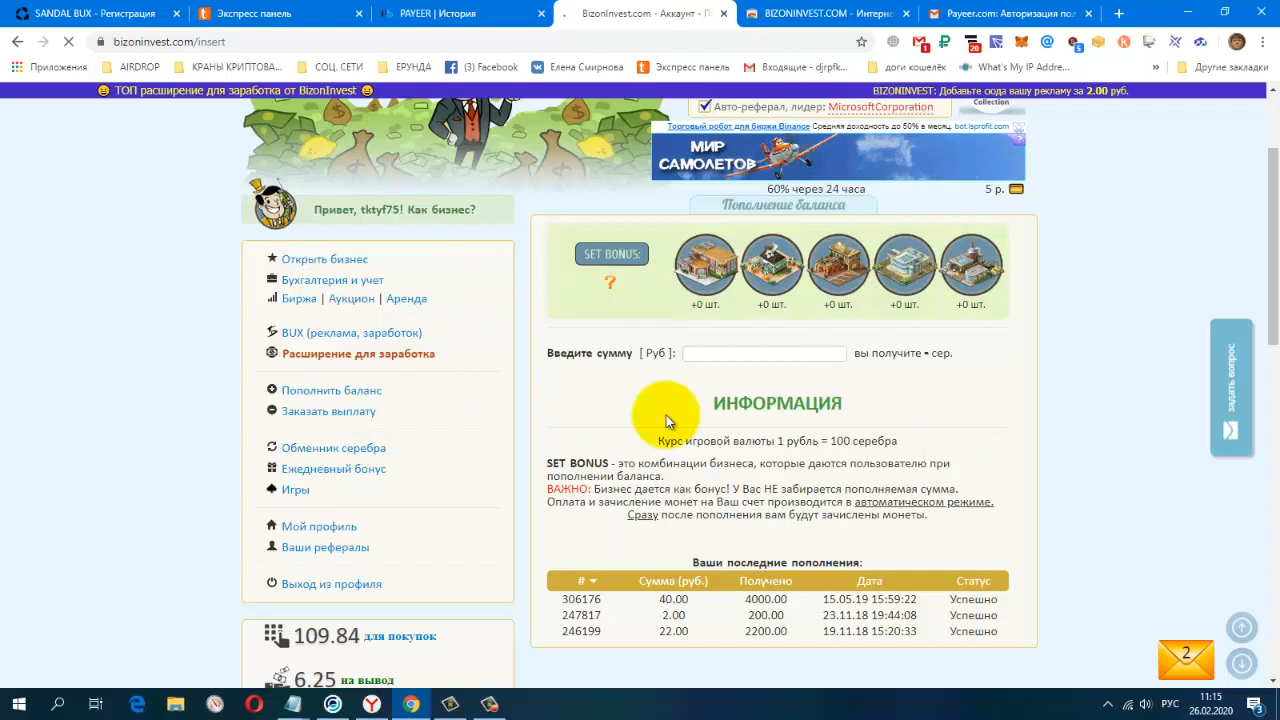 SANDAL BUX - Регистрация
Экспресс панель
PAYEER | История
BizonInvest.com - Аккаунт - П
BIZONINVEST.COM - Интерн
Payeer.com: Авторизация пол
bizoninvest.com/insert
Приложения
AIRDROP
КРАНЫ КРИПТОВА...
СОЦ. СЕТИ
ЕРУНДА
(3) Facebook
Елена Смирнова
Экспресс панель
Входящие - djrpfk...
доги кошелёк
What's My IP Addre...
Другие закладки
ТОП расширение для заработка от BizonInvest
BIZONINVEST: Добавьте сюда вашу рекламу за 2.00 руб.
Авто-реферал, лидер: MicrosoftCorporation
Collection
Торговый робот для биржи Binance Средняя доходность до 50% в месяц. bot.lsprofit.com
МИР
САМОЛЕТОВ
60% через 24 часа
5 р.
Привет, tktyf75! Как бизнес?
Пополнение баланса
SET BONUS:
?
+0 шт. +0 шт. +0 шт. +0 шт. +0 шт.
Открыть бизнес
Бухгалтерия и учет
Биржа | Аукцион | Аренда
BUX (реклама, заработок)
Расширение для заработка
Пополнить баланс
Заказать выплату
Обменник серебра
Ежедневный бонус
Игры
Мой профиль
Ваши рефералы
Выход из профиля
109.84 для покупок
6.25 на вывод
Введите сумму [ Руб ]: вы получите - сер.
ИНФОРМАЦИЯ
Курс игровой валюты 1 рубль = 100 серебра
SET BONUS - это комбинации бизнеса, которые даются пользователю при
пополнении баланса.
ВАЖНО: Бизнес дается как бонус! У Вас НЕ забирается пополняемая сумма.
Оплата и зачисление монет на Ваш счет производится в автоматическом режиме.
Сразу после пополнения вам будут зачислены монеты.
Ваши последние пополнения:
# Сумма (руб.) Получено Дата Статус
306176 40.00 4000.00 15.05.19 15:59:22 Успешно
247817 2.00 200.00 23.11.18 19:44:08 Успешно
246199 22.00 2200.00 19.11.18 15:20:33 Успешно
задать вопрос
2
РУС
11:15
26.02.2020
3